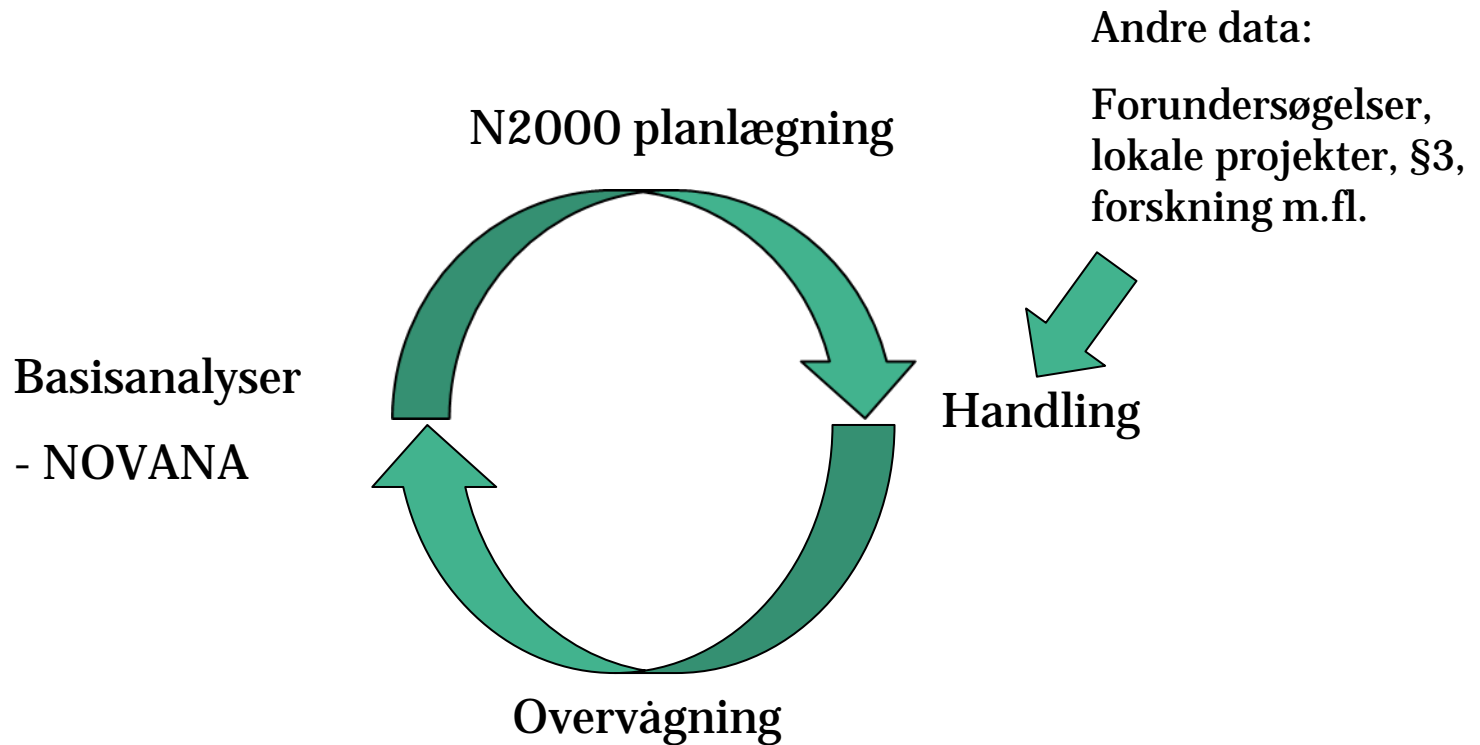 Andre data:
Forundersøgelser,
lokale projekter, §3,
forskning m.fl.
N2000 planlægning
Basisanalyser
- NOVANA
Handling
Overvågning